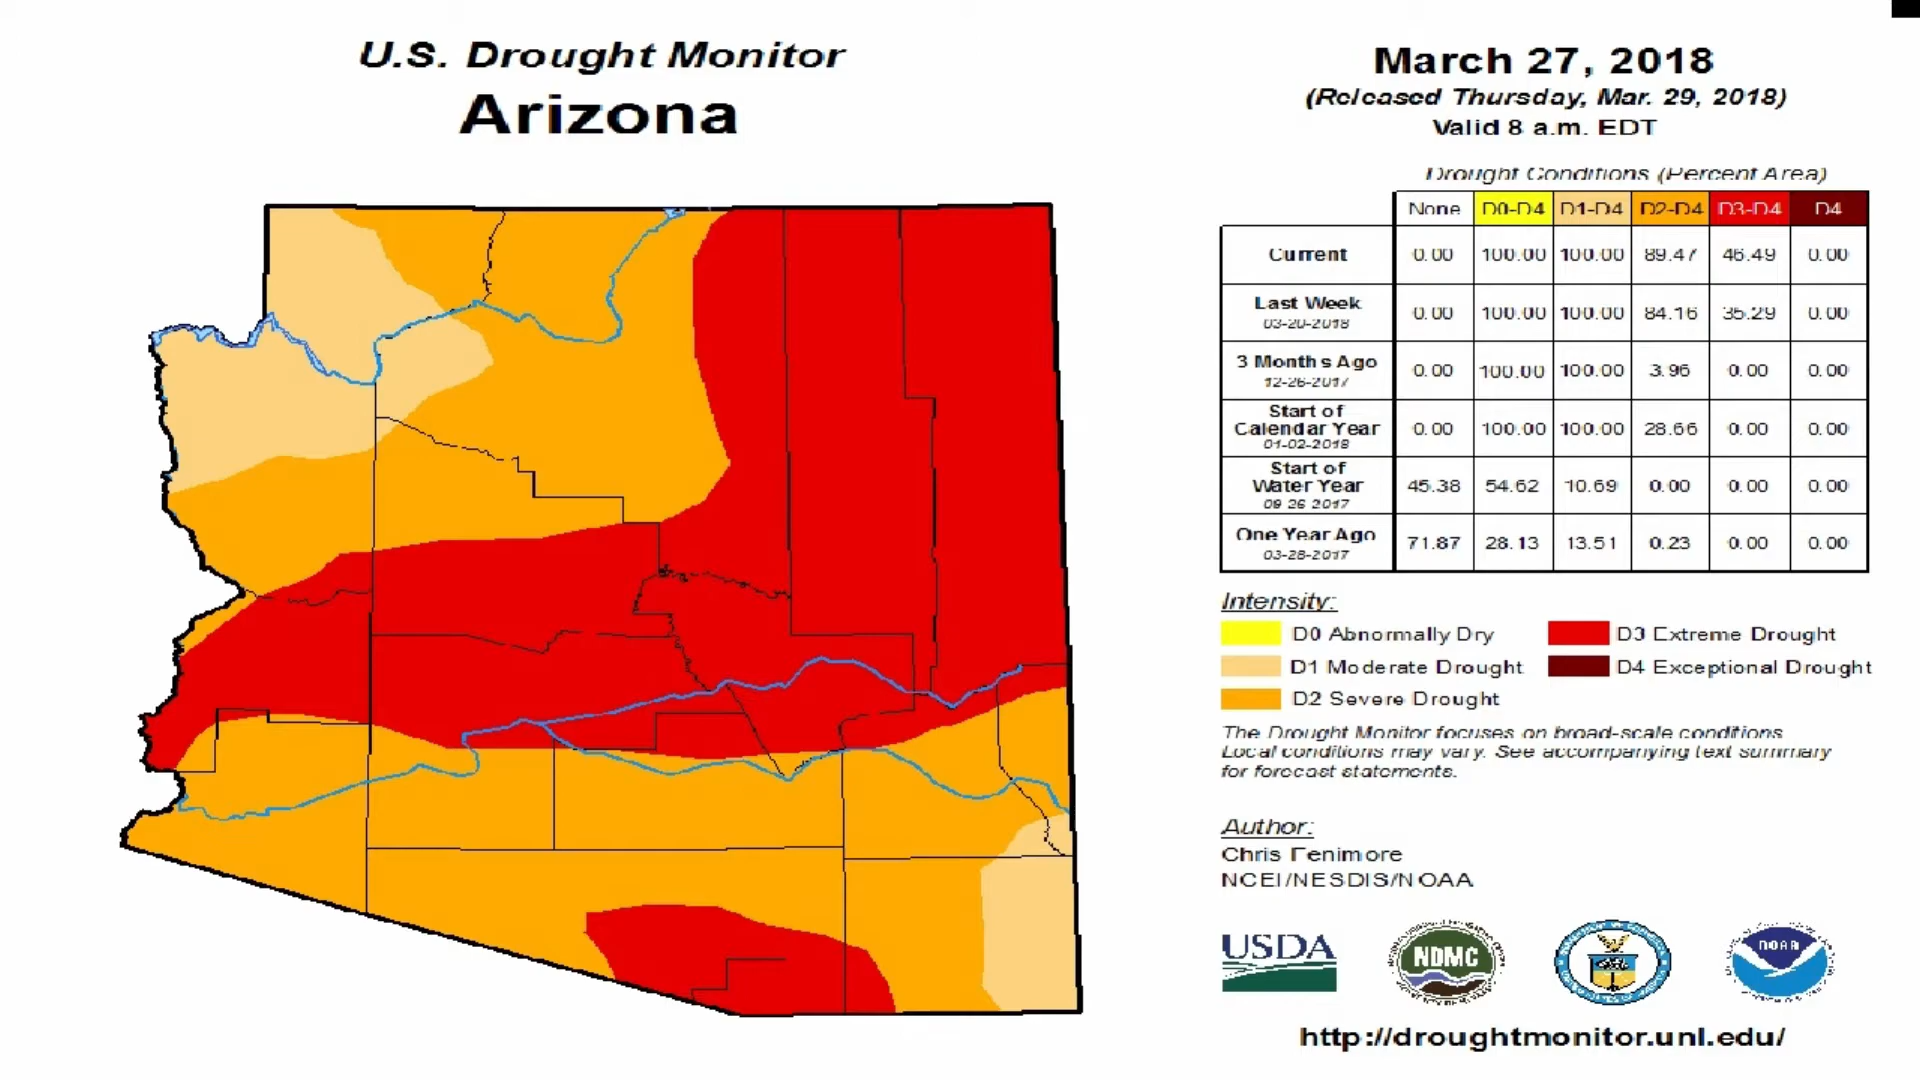 U.S. Drought Monitor
Arizona
March 27, 2018
(Released Thursday, Mar. 29, 2018)
Valid 8 a.m. EDT
Drought Conditions (Percent Area)
None D0-D4 D1-D4 D2-D4 D3-D4 D4
Current 0.00 100.00 100.00 89.47 46.49 0.00
Last Week
03-20-2018 0.00 100.00 100.00 84.16 35.29 0.00
3 Months Ago
12-26-2017 0.00 100.00 100.00 3.96 0.00 0.00
Start of
Calendar Year
01-02-2018 0.00 100.00 100.00 28.66 0.00 0.00
Start of
Water Year
09-26-2017 45.38 54.62 10.69 0.00 0.00 0.00
One Year Ago
03-28-2017 71.87 28.13 13.51 0.23 0.00 0.00
Intensity:
D0 Abnormally Dry
D1 Moderate Drought
D2 Severe Drought
D3 Extreme Drought
D4 Exceptional Drought
The Drought Monitor focuses on broad-scale conditions
Local conditions may vary. See accompanying text summary
for forecast statements.
Author:
Chris Fenimore
NCEI/NESDIS/NOAA
USDA
NDMC
NOAA
http://droughtmonitor.unl.edu/